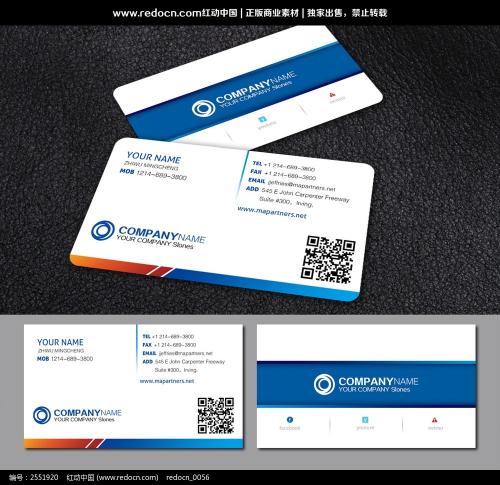 www.redocn.com红动中国 | 正版商业素材 | 独家出售，禁止转载
COMPANYNAME
YOUR COMPANY Slones
YOUR NAME
ZHIWU MINGCHENG
MOB 1214-689-3800
TEL +1 214-689-3800
FAX +1 214-689-3800
EMAIL jeffries@mapartners.net
ADD 545 E John Carpenter Freeway
Suite #300, Irving.
www.mapartners.net
COMPANYNAME
YOUR COMPANY Slones
YOUR NAME
ZHIWU MINGCHENG
MOB 1214-689-3800
TEL +1 214-689-3800
FAX +1 214-689-3800
EMAIL jeffries@mapartners.net
ADD 545 E John Carpenter Freeway
Suite #300, Irving.
www.mapartners.net
COMPANYNAME
YOUR COMPANY Slones
COMPANYNAME
YOUR COMPANY Slones
facebook
编号：2551920 红动中国 (www.redocn.com) redocn_0056